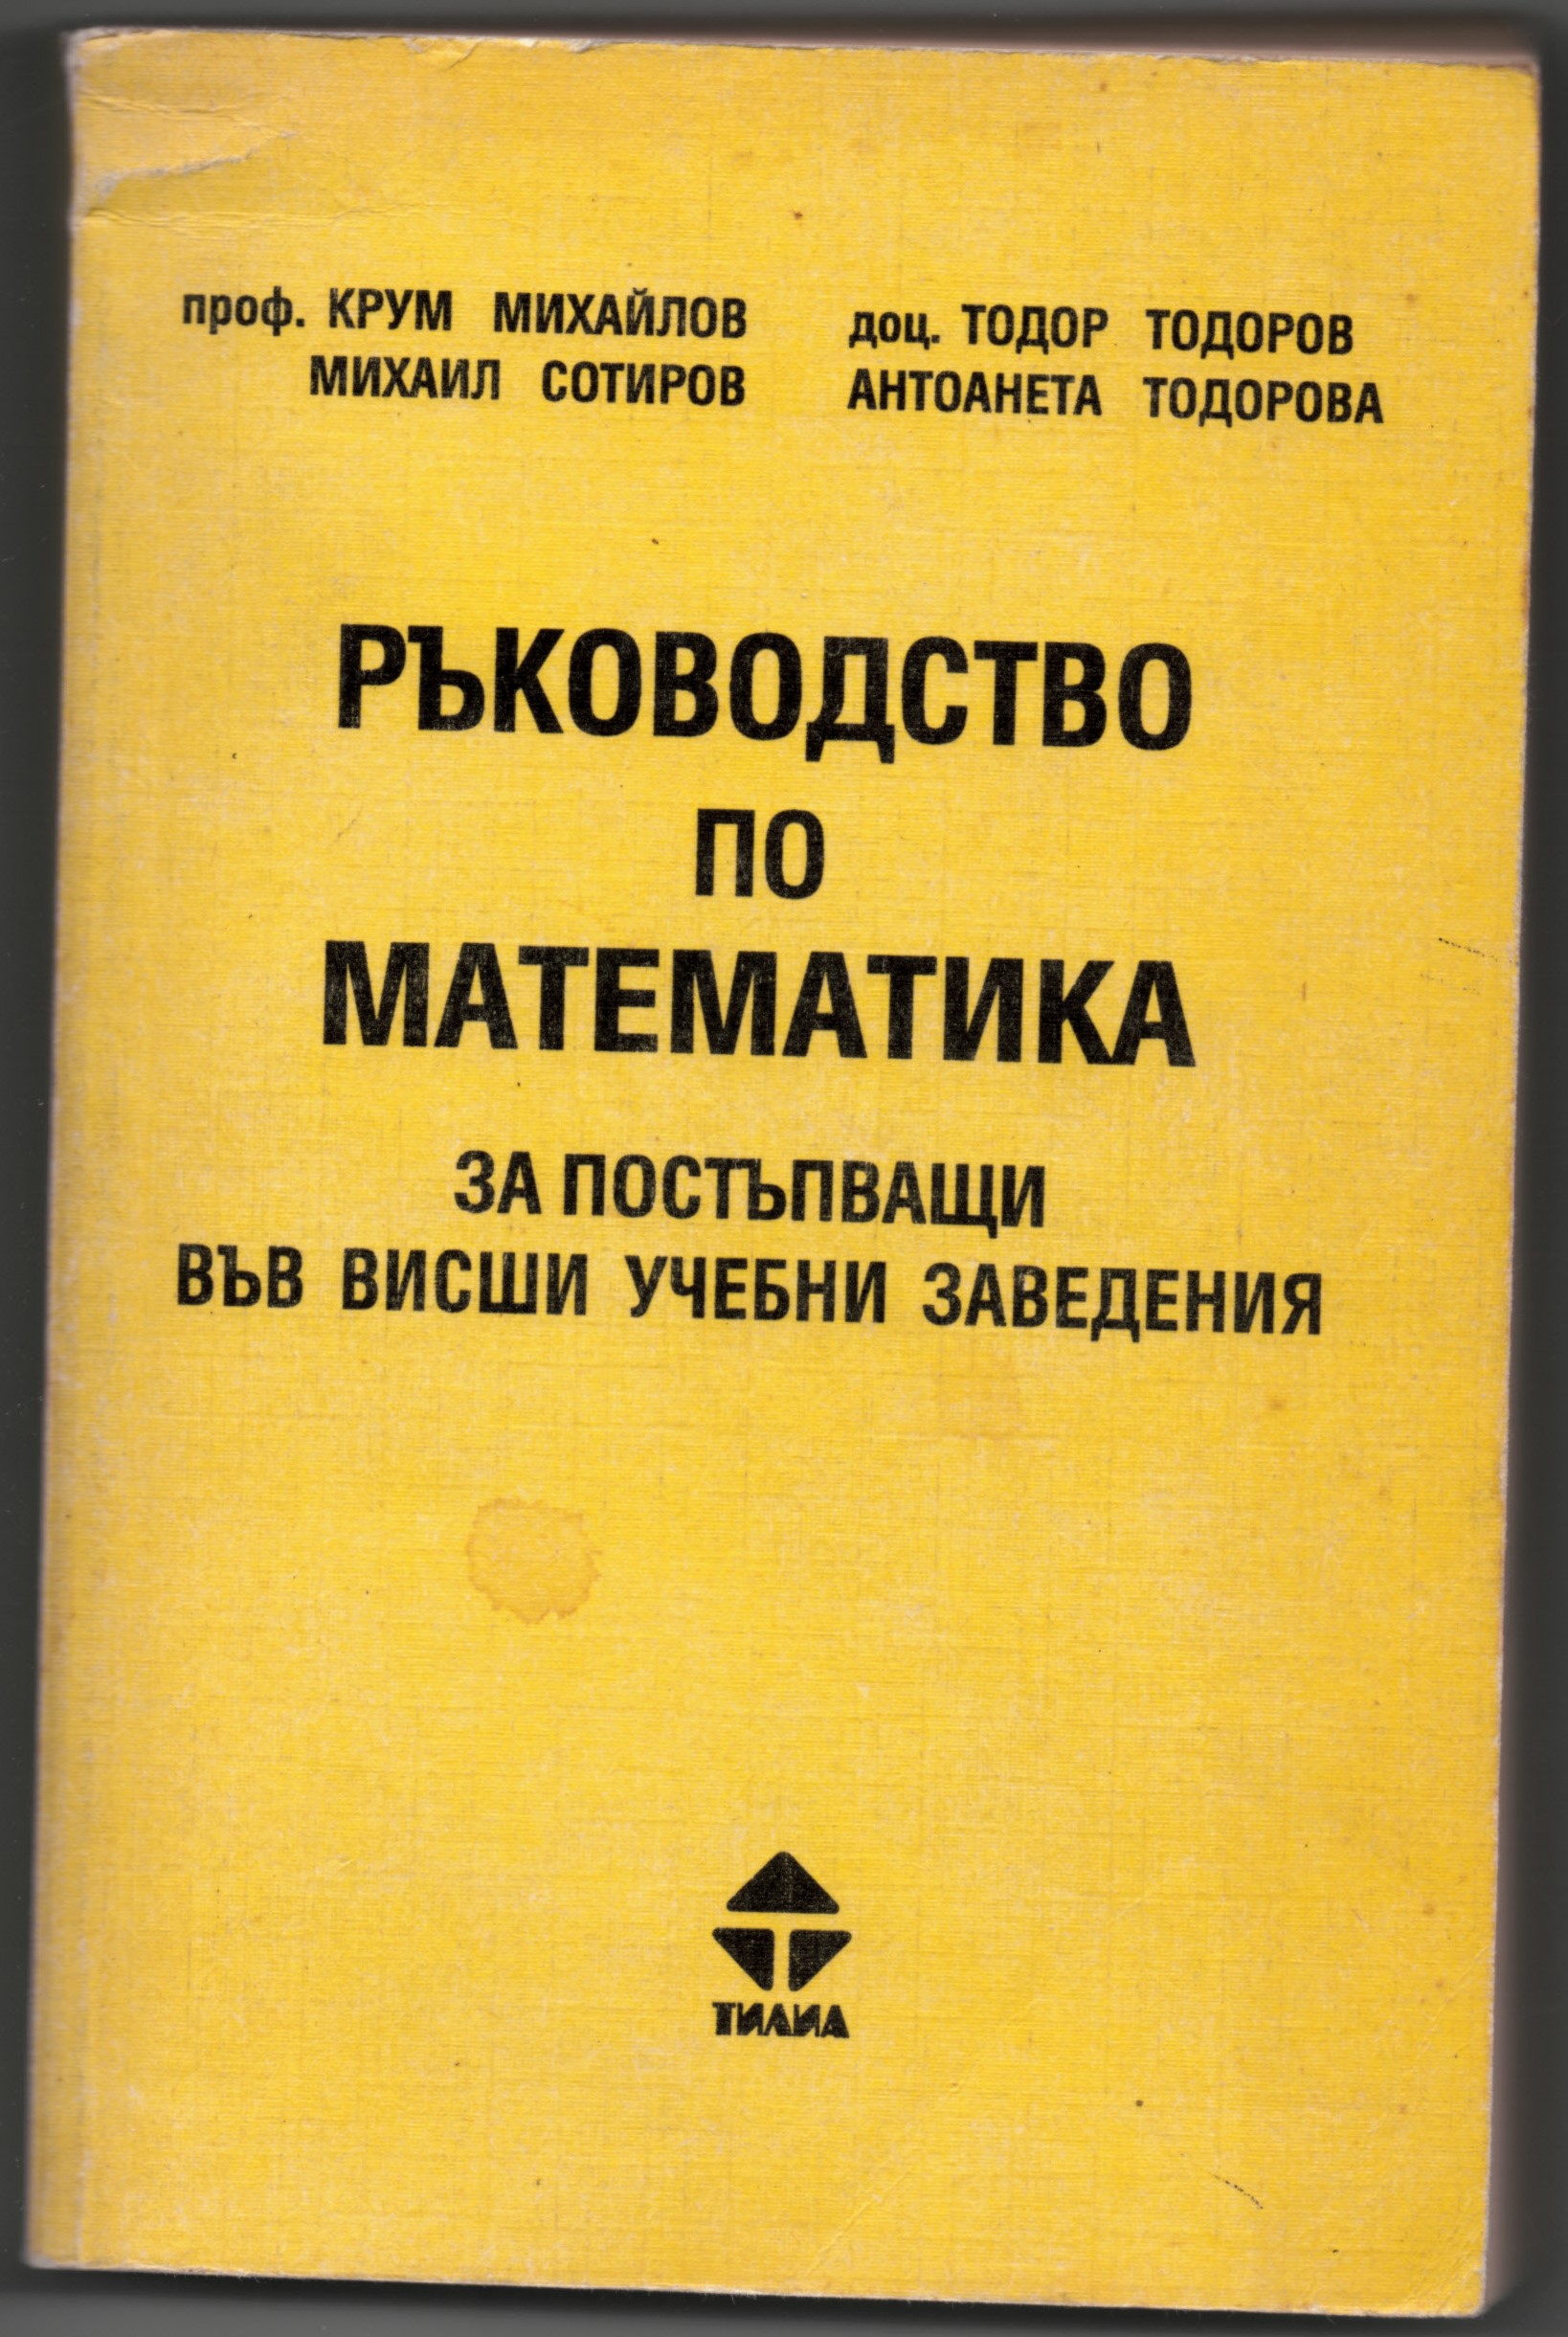 проф. КРУМ МИХАЙЛОВ доц. ТОДОР ТОДОРОВ
МИХАИЛ СОТИРОВ АНТОАНЕТА ТОДОРОВА
РЪКОВОДСТВО
ПО
МАТЕМАТИКА
ЗА ПОСТЪПВАЩИ
ВЪВ ВИСШИ УЧЕБНИ ЗАВЕДЕНИЯ
ТИЛИА